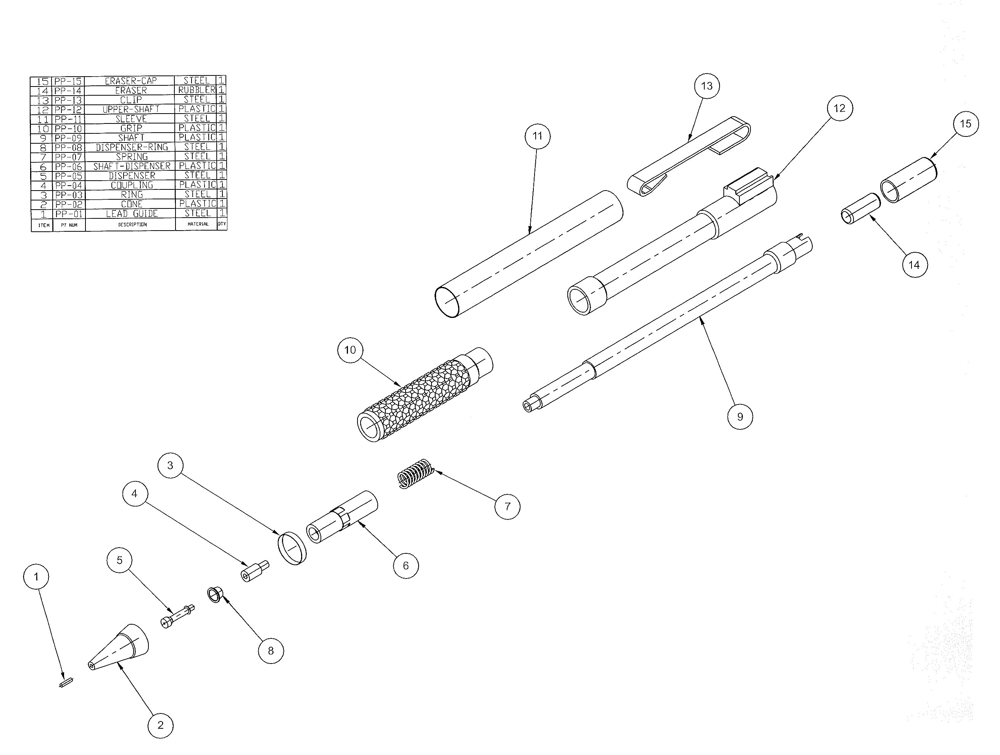 15 PP-15 ERASER-CAP STEEL 1
14 PP-14 ERASER RUBBLER 1
13 PP-13 CLIP STEEL 1
12 PP-12 UPPER-SHAFT PLASTIC 1
11 PP-11 SLEEVE STEEL 1
10 PP-10 GRIP PLASTIC 1
9 PP-09 SHAFT PLASTIC 1
8 PP-08 DISPENSER-RING STEEL 1
7 PP-07 SPRING STEEL 1
6 PP-06 SHAFT-DISPENSER PLASTIC 1
5 PP-05 DISPENSER STEEL 1
4 PP-04 COUPLING PLASTIC 1
3 PP-03 RING STEEL 1
2 PP-02 CONE PLASTIC 1
1 PP-01 LEAD GUIDE STEEL 1
ITEM PT NUM DESCRIPTION MATERIAL QTY
13
12
15
11
14
10
9
3
4
7
5
6
1
8
2